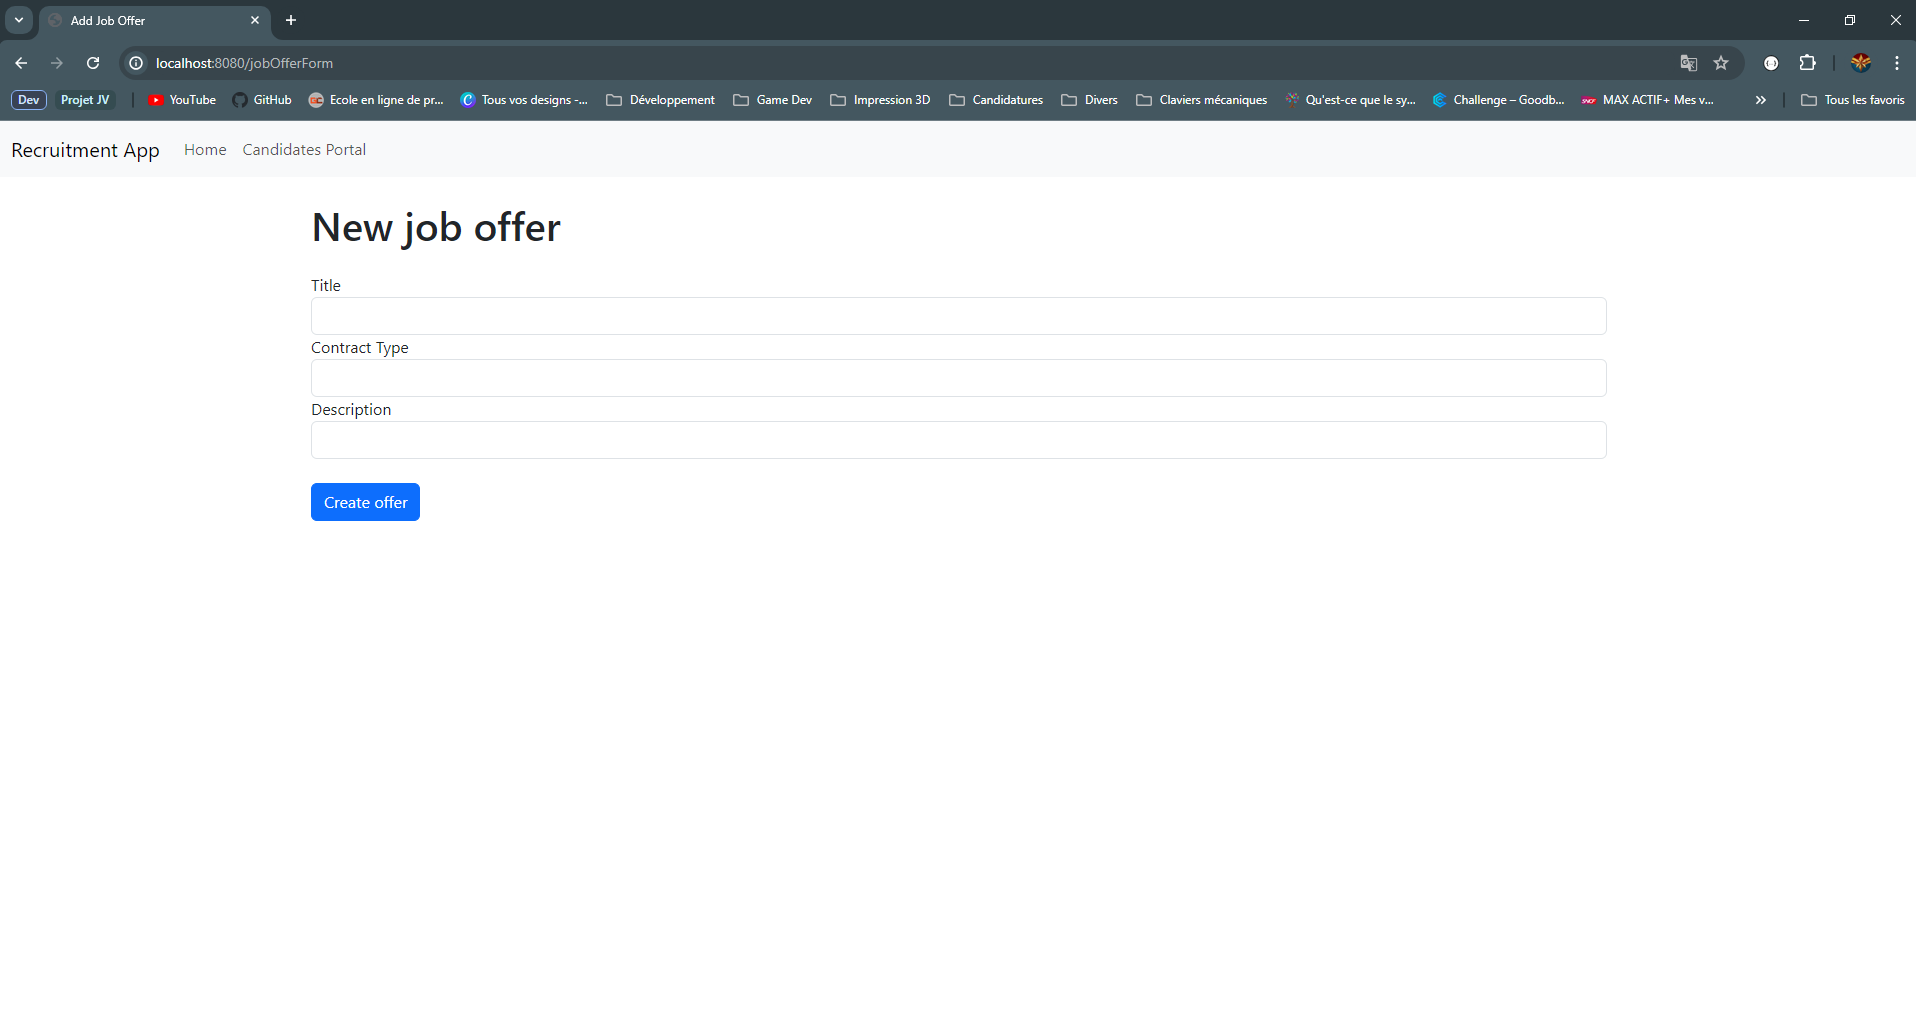 Add Job Offer
localhost:8080/jobOfferForm
Dev Projet JV YouTube GitHub Ecole en ligne de pr... Tous vos designs -... Développement Game Dev Impression 3D Candidatures Divers Claviers mécaniques Qu'est-ce que le sy... Challenge – Goodb... MAX ACTIF+ Mes v... » Tous les favoris
Recruitment App Home Candidates Portal
New job offer
Title
Contract Type
Description
Create offer